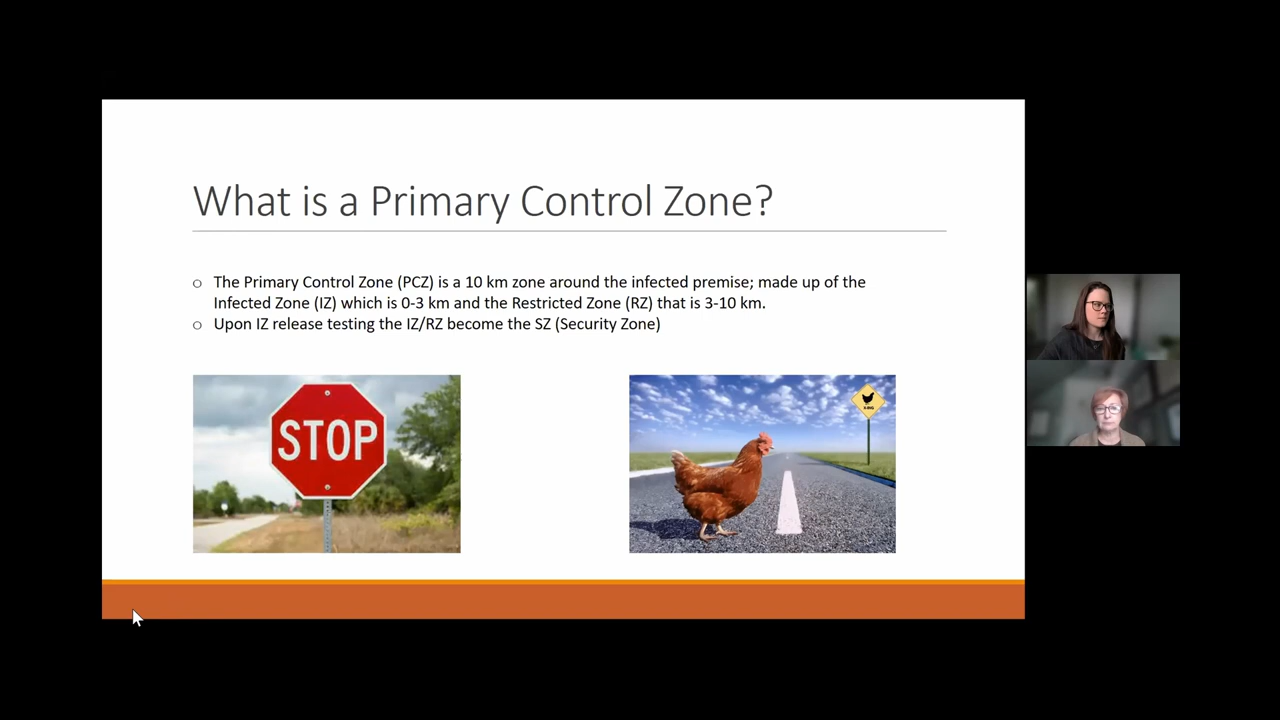 What is a Primary Control Zone?
The Primary Control Zone (PCZ) is a 10 km zone around the infected premise; made up of the
Infected Zone (IZ) which is 0-3 km and the Restricted Zone (RZ) that is 3-10 km.
Upon IZ release testing the IZ/RZ become the SZ (Security Zone)
STOP